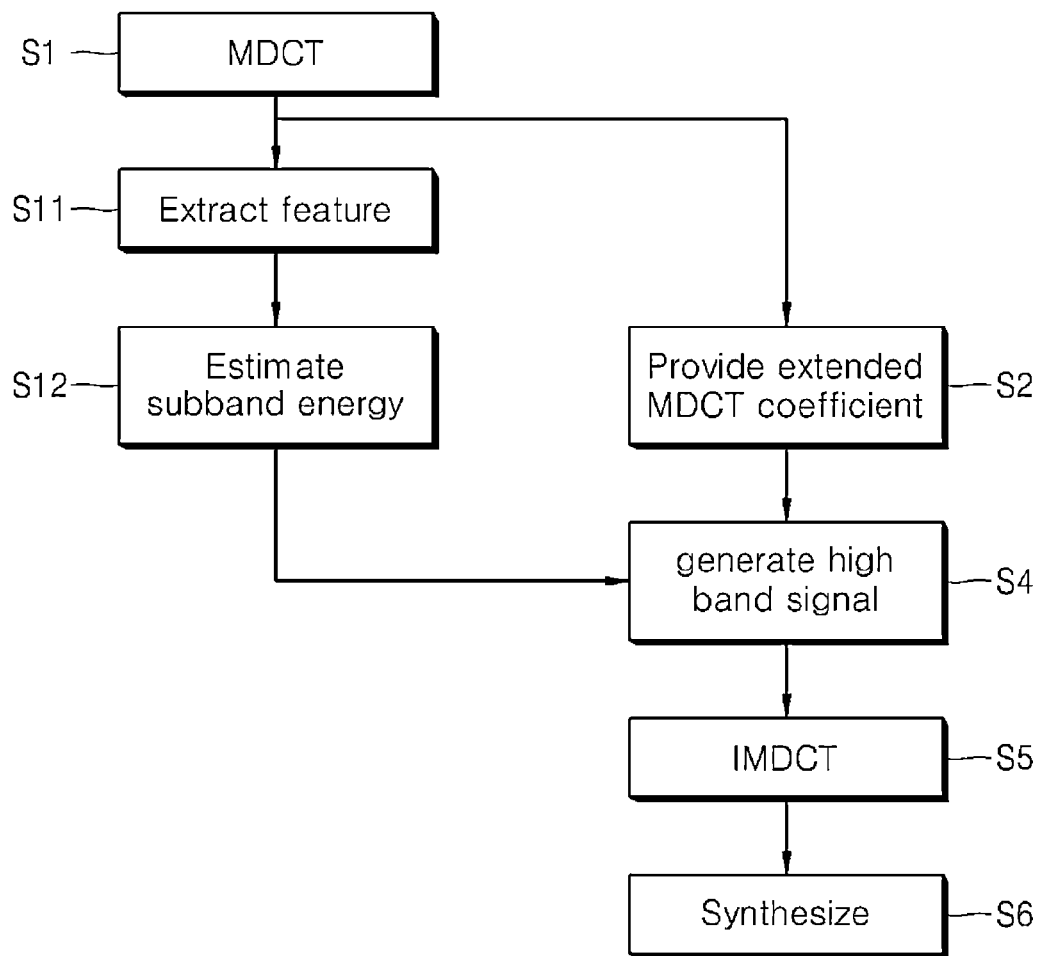 S1
MDCT
S11
Extract feature
S12
Estimate
subband energy
Provide extended
MDCT coefficient
S2
generate high
band signal
S4
IMDCT
S5
Synthesize
S6